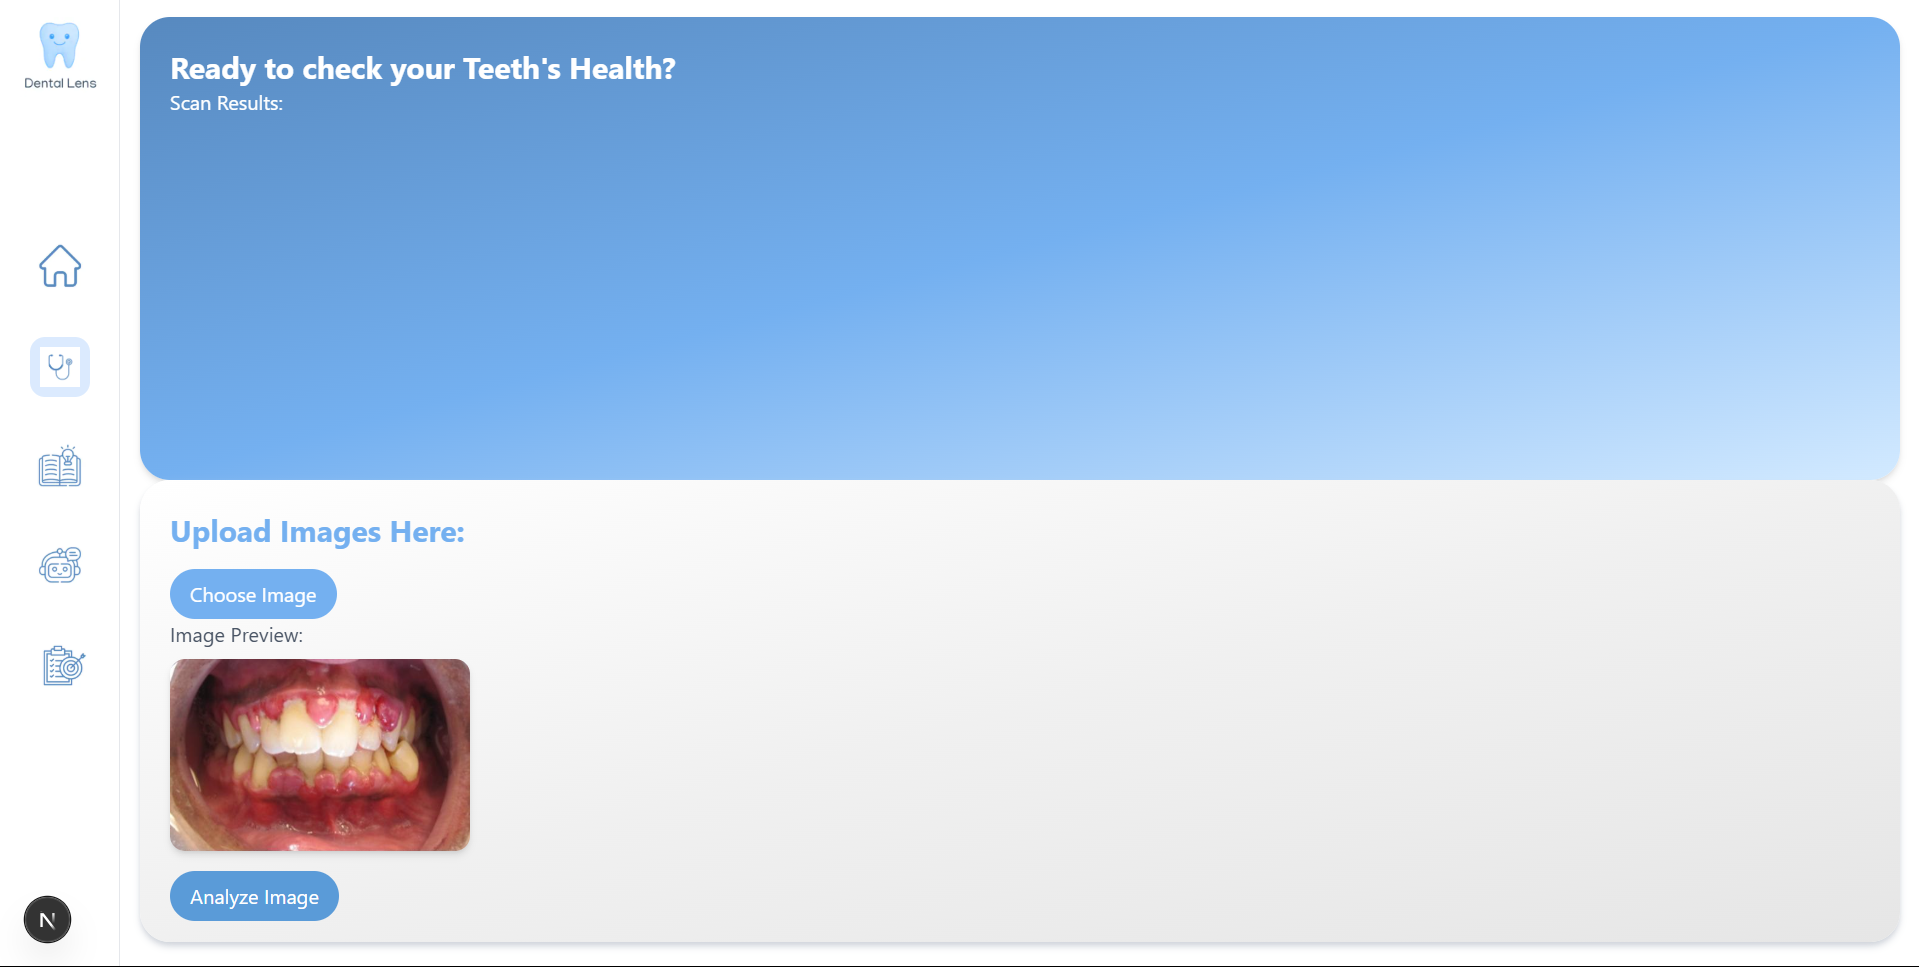 Dental Lens
Ready to check your Teeth's Health?
Scan Results:
Upload Images Here:
Choose Image
Image Preview:
Analyze Image
N